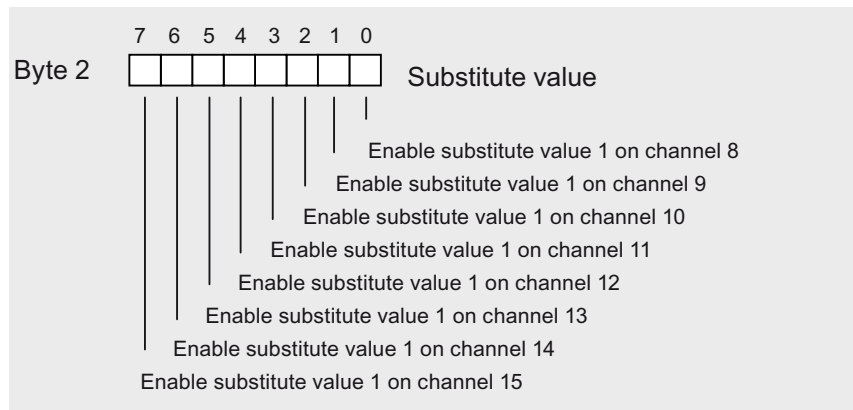 7 6 5 4 3 2 1 0
Byte 2 Substitute value
Enable substitute value 1 on channel 8
Enable substitute value 1 on channel 9
Enable substitute value 1 on channel 10
Enable substitute value 1 on channel 11
Enable substitute value 1 on channel 12
Enable substitute value 1 on channel 13
Enable substitute value 1 on channel 14
Enable substitute value 1 on channel 15